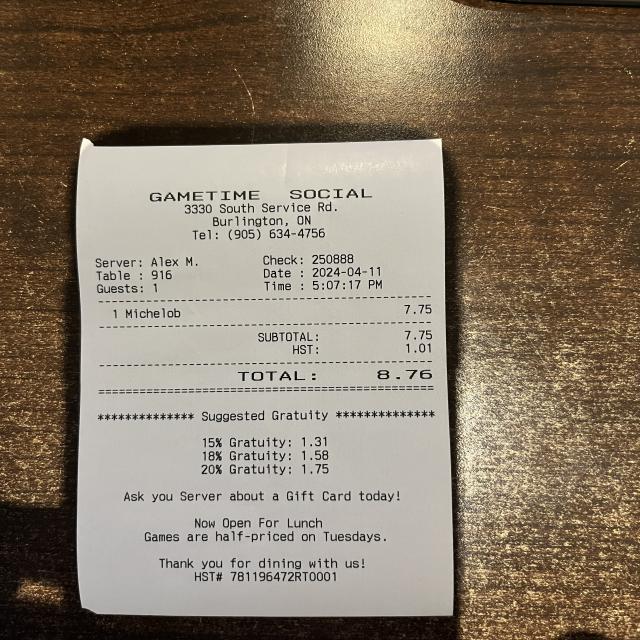 GAMETIME SOCIAL
3330 South Service Rd.
Burlington, ON
Tel: (905) 634-4756
Server: Alex M. Check: 250888
Table : 916 Date : 2024-04-11
Guests: 1 Time : 5:07:17 PM
1 Michelob 7.75
SUBTOTAL: 7.75
HST: 1.01
TOTAL: 8.76
************** Suggested Gratuity **************
15% Gratuity: 1.31
18% Gratuity: 1.58
20% Gratuity: 1.75
Ask you Server about a Gift Card today!
Now Open For Lunch
Games are half-priced on Tuesdays.
Thank you for dining with us!
HST# 781196472RT0001